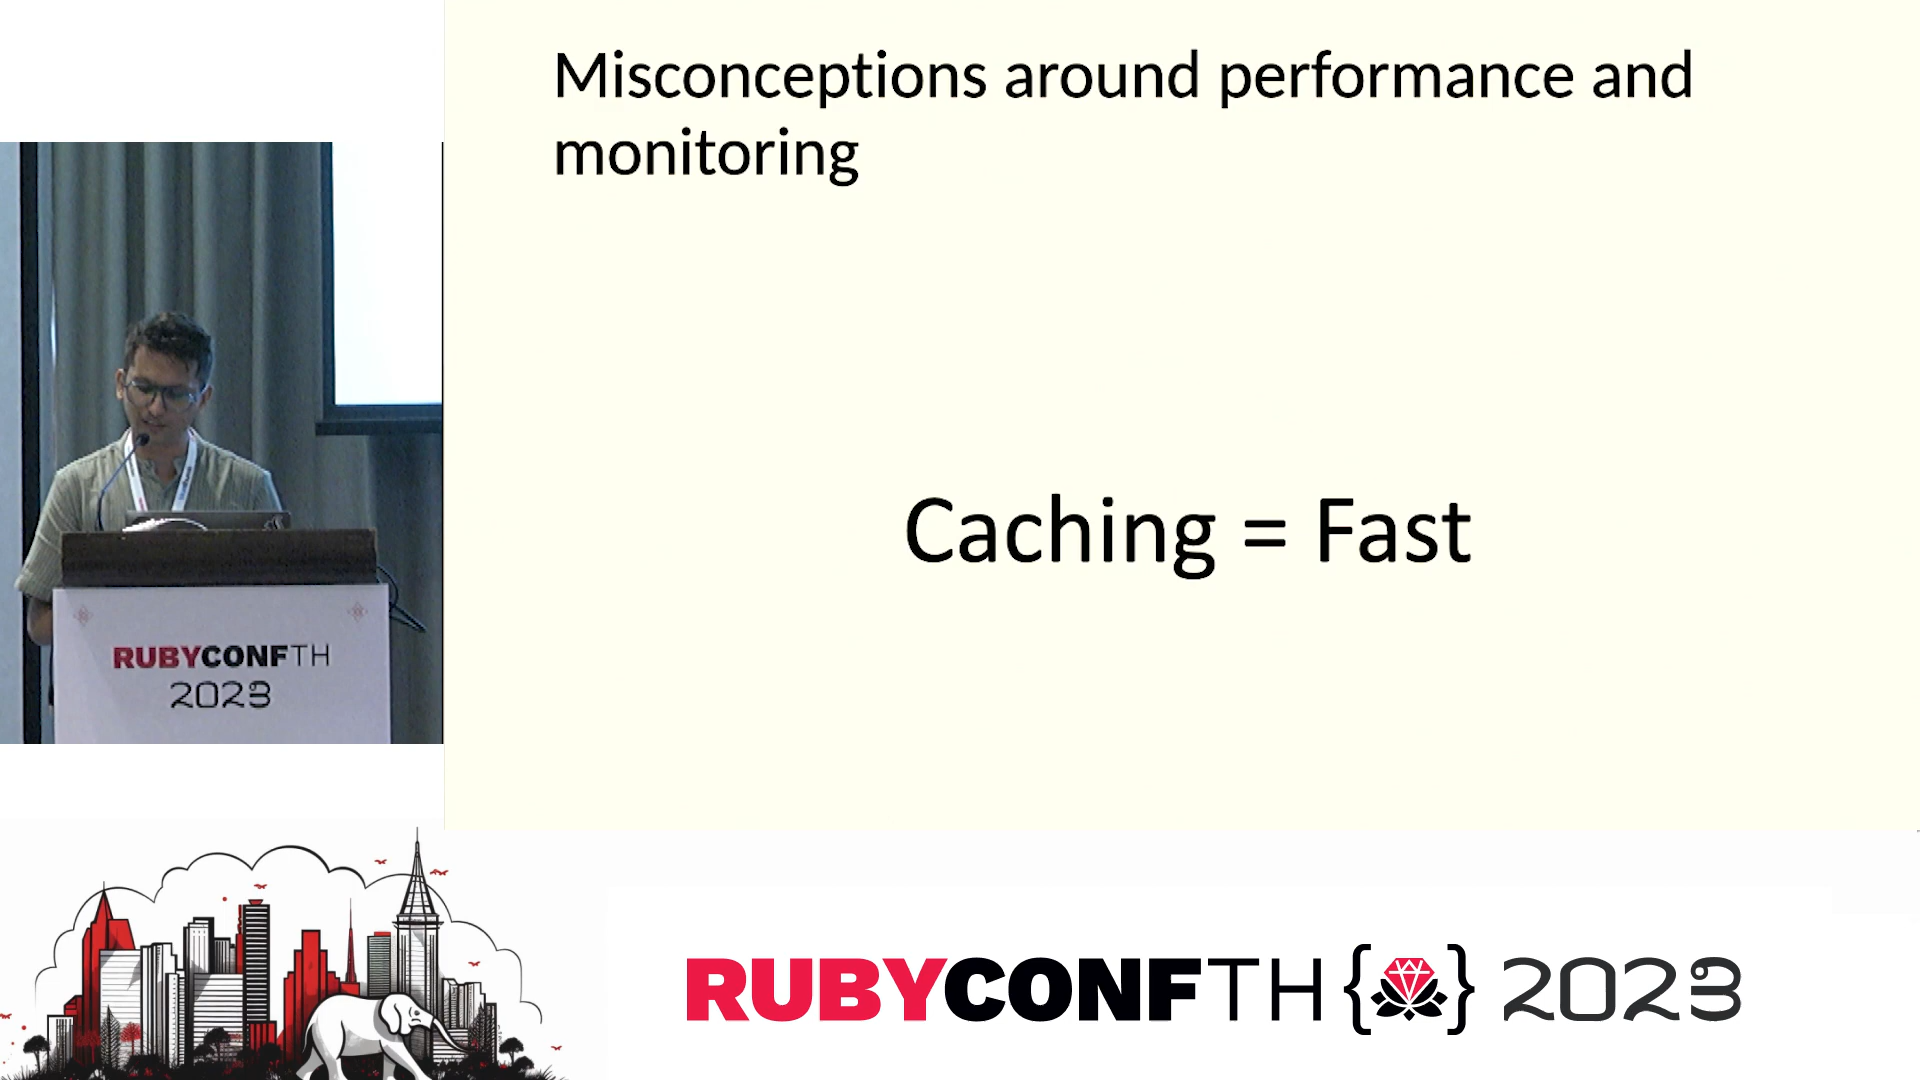 Misconceptions around performance and
monitoring
Caching = Fast
RUBYCONFTH
2023
RUBYCONFTH 2023